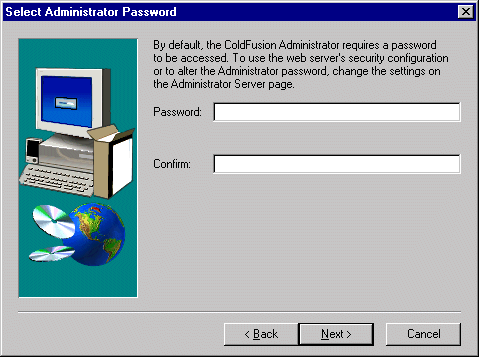 Select Administrator Password
By default, the ColdFusion Administrator requires a password
to be accessed. To use the web server's security configuration
or to alter the Administrator password, change the settings on
the Administrator Server page.
Password:
Confirm:
< Back
Next >
Cancel